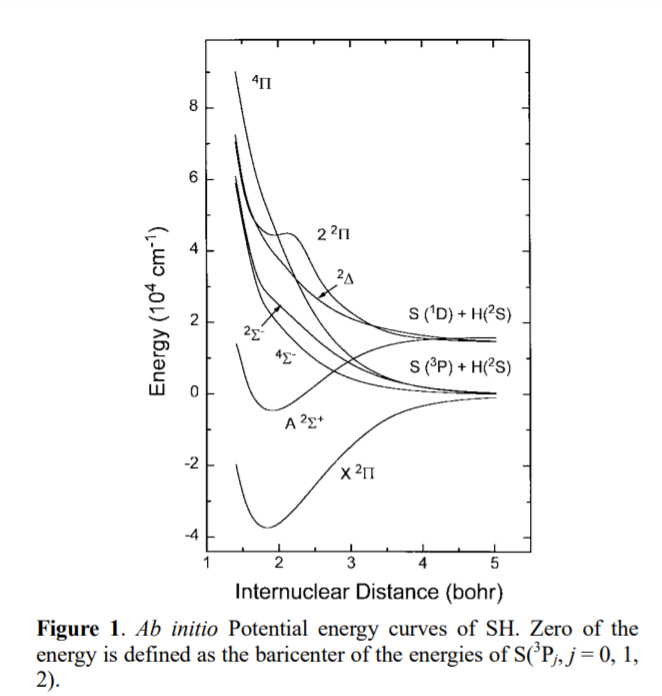 ⁴Π
8
6
2 ²Π
4
²Δ
S (¹D) + H(²S)
2
²Σ⁻
⁴Σ⁻
S (³P) + H(²S)
0
A ²Σ⁺
-2
X ²Π
-4
1 2 3 4 5
Energy (10⁴ cm⁻¹)
Internuclear Distance (bohr)
Figure 1. Ab initio Potential energy curves of SH. Zero of the
energy is defined as the baricenter of the energies of S(³Pⱼ, j = 0, 1,
2).